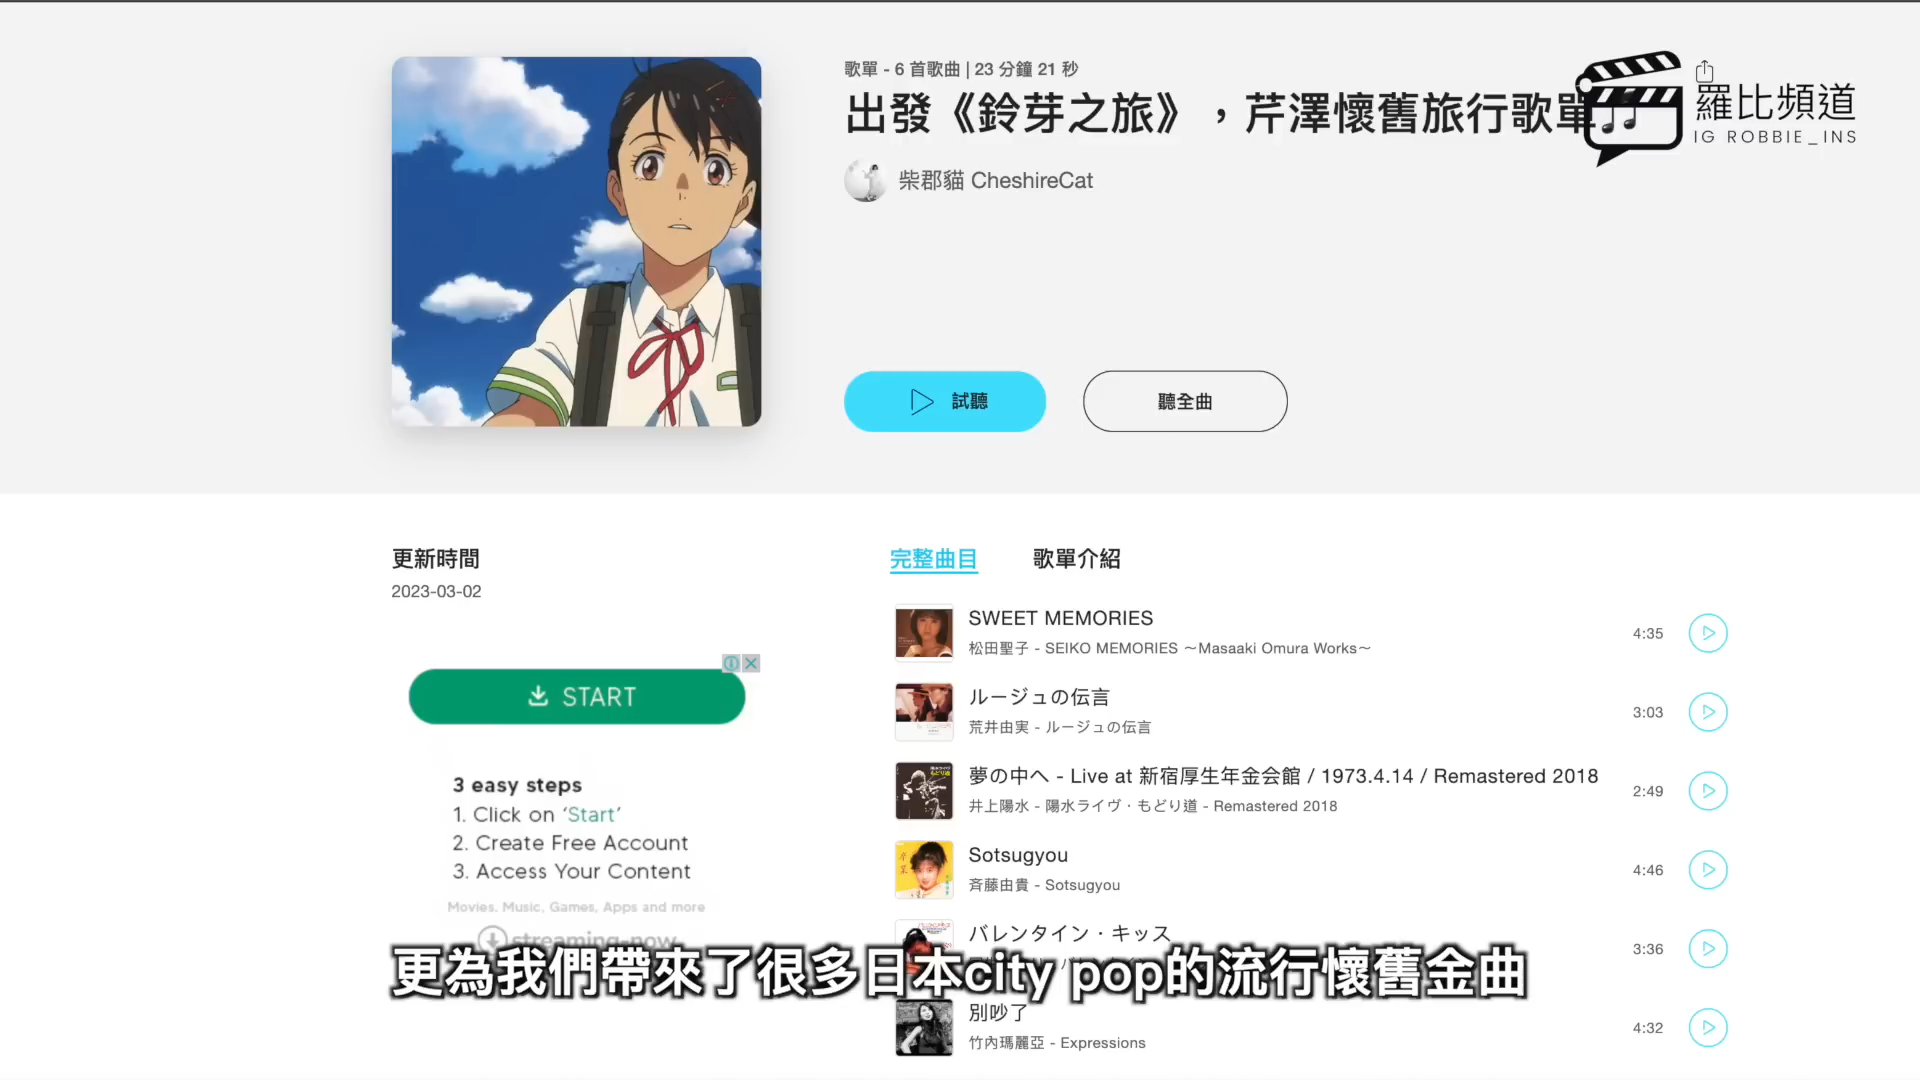 歌單 - 6 首歌曲 | 23 分鐘 21 秒
出發《鈴芽之旅》，芹澤懷舊旅行歌單
羅比頻道
IG ROBBIE_INS
柴郡貓 CheshireCat
試聽
聽全曲
更新時間
2023-03-02
START
3 easy steps
1. Click on ‘Start’
2. Create Free Account
3. Access Your Content
Movies, Music, Games, Apps and more
streaming-now
完整曲目
歌單介紹
SWEET MEMORIES
松田聖子 - SEIKO MEMORIES ～Masaaki Omura Works～
4:35
ルージュの伝言
荒井由実 - ルージュの伝言
3:03
夢の中へ - Live at 新宿厚生年金会館 / 1973.4.14 / Remastered 2018
井上陽水 - 陽水ライヴ・もどり道 - Remastered 2018
2:49
Sotsugyou
斉藤由貴 - Sotsugyou
4:46
バレンタイン・キッス
3:36
更為我們帶來了很多日本city pop的流行懷舊金曲
別吵了
竹內瑪麗亞 - Expressions
4:32